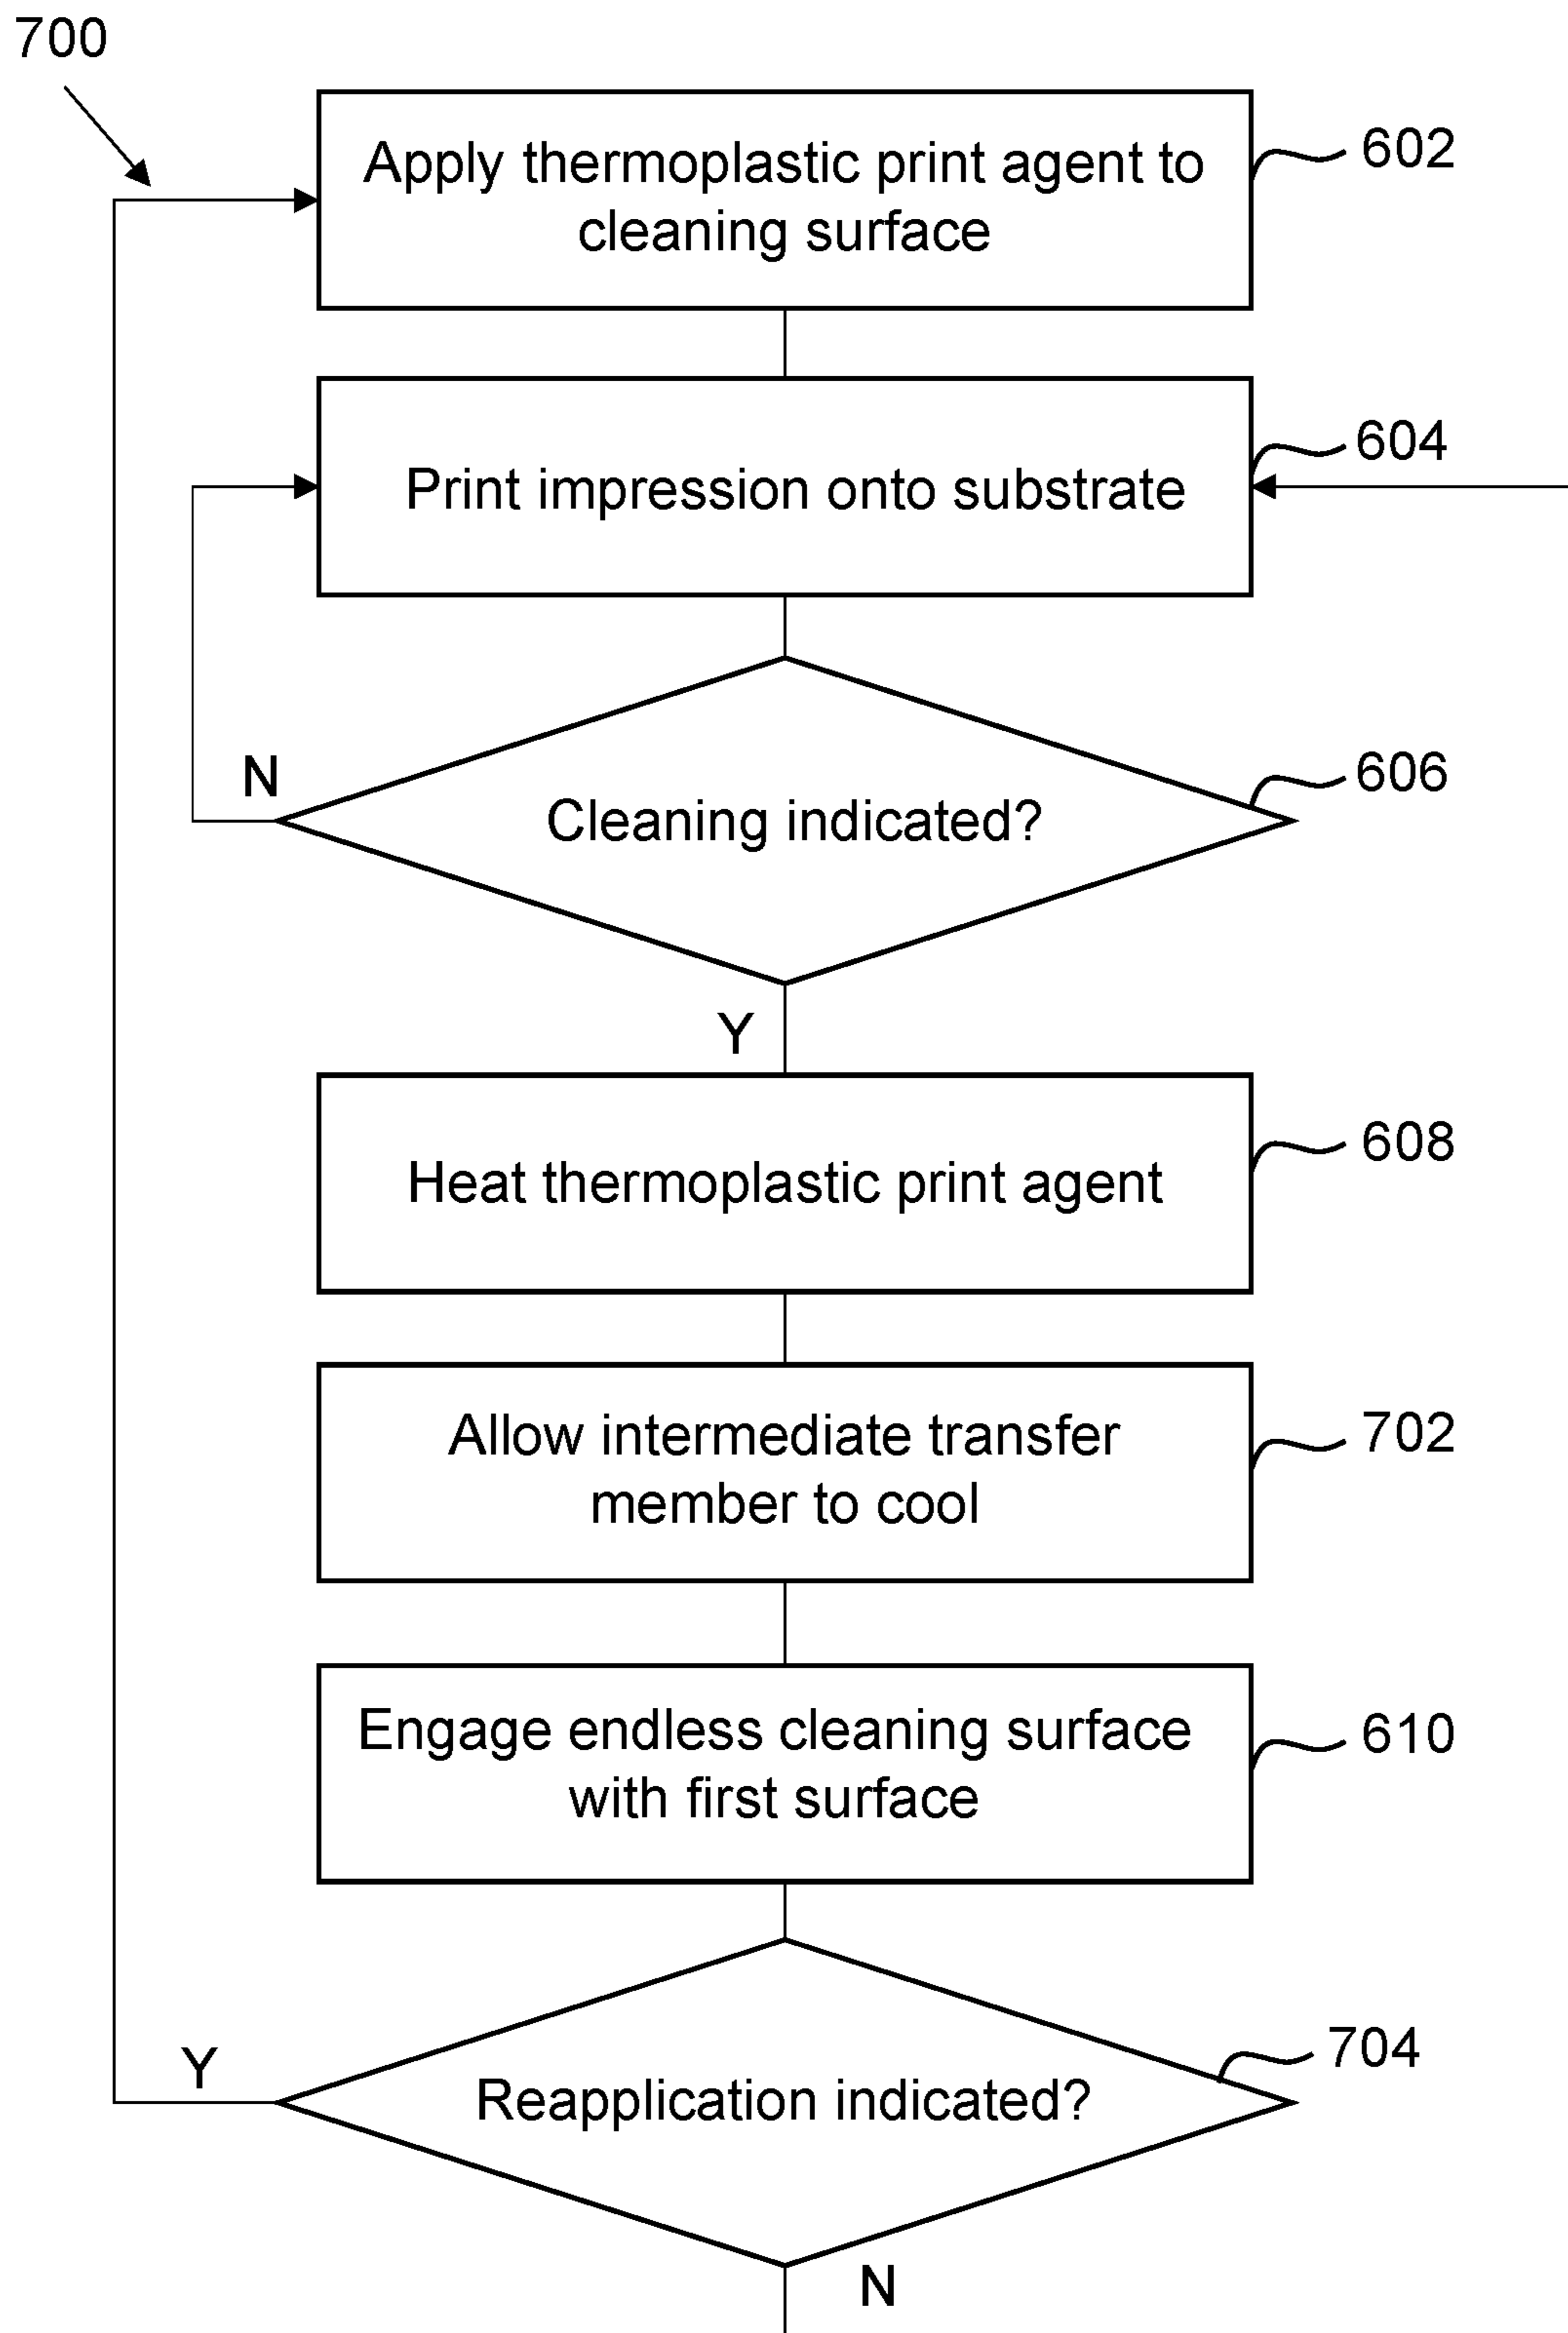 700
Apply thermoplastic print agent to
cleaning surface
602
Print impression onto substrate
604
Cleaning indicated?
606
N
Y
Heat thermoplastic print agent
608
Allow intermediate transfer
member to cool
702
Engage endless cleaning surface
with first surface
610
Reapplication indicated?
704
Y
N